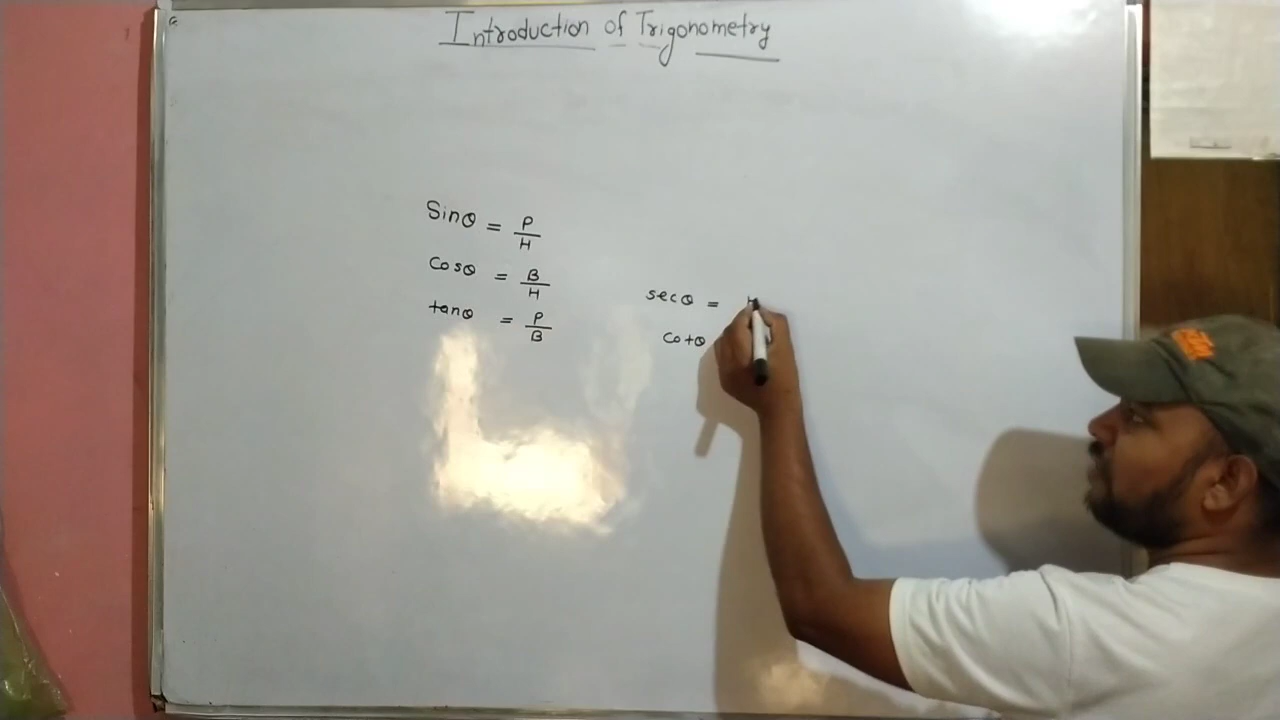 Introduction of Trigonometry
Sinθ = P/H
Cosθ = B/H
tanθ = P/B
secθ = H
Cotθ